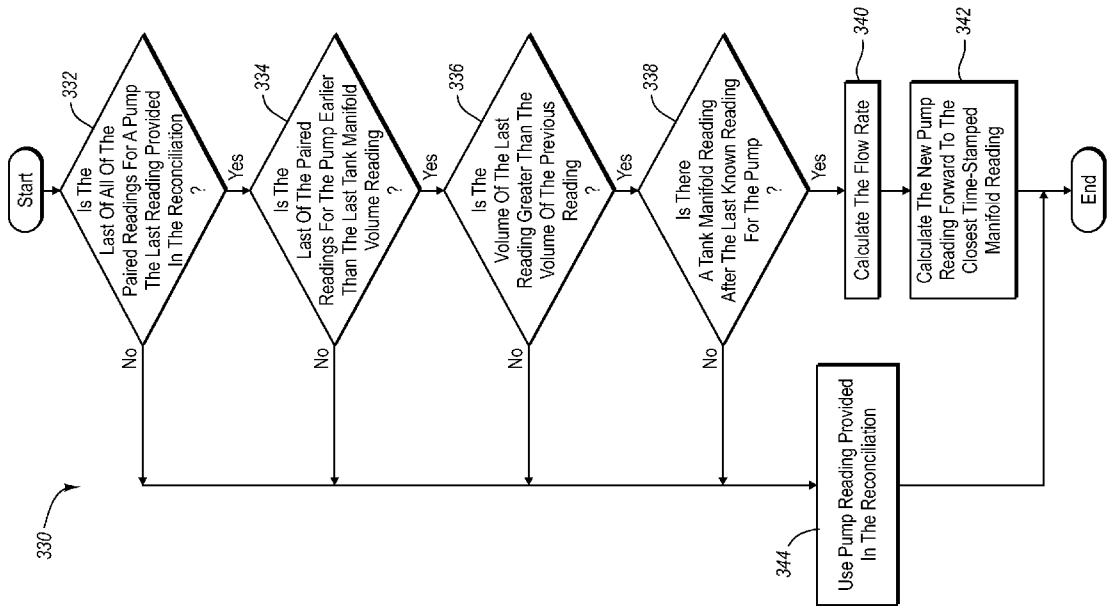 Start
332
Is The
Last Of All Of The
Paired Readings For A Pump
The Last Reading Provided
In The Reconciliation
?
No
Yes
334
Is The
Last Of The Paired
Readings For The Pump Earlier
Than The Last Tank Manifold
Volume Reading
?
No
Yes
336
Is The
Volume Of The Last
Reading Greater Than The
Volume Of The Previous
Reading
?
No
Yes
338
Is There
A Tank Manifold Reading
After The Last Known Reading
For The Pump
?
No
Yes
340
Calculate The Flow Rate
342
Calculate The New Pump
Reading Forward To The
Closest Time-Stamped
Manifold Reading
330
344
Use Pump Reading Provided
In The Reconciliation
End